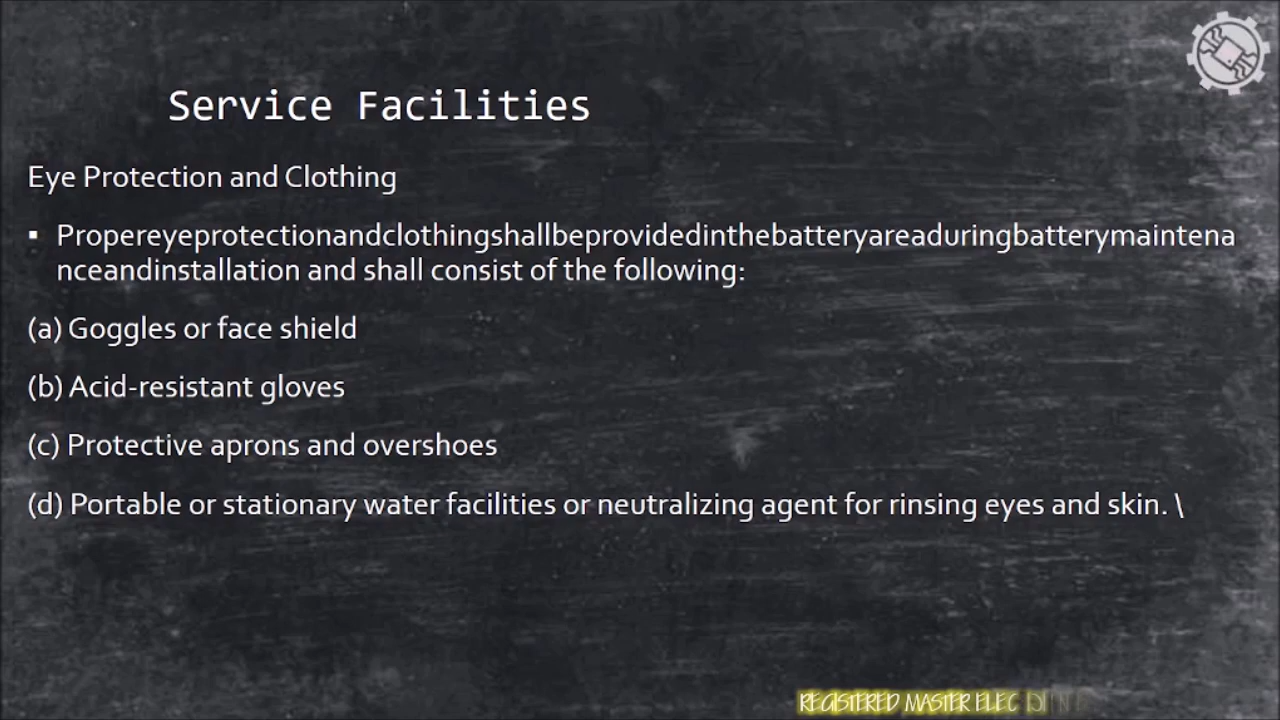 Service Facilities
Eye Protection and Clothing
▪ Propereyeprotectionandclothingshallbeprovidedinthebatteryareaduringbatterymaintena
nceandinstallation and shall consist of the following:
(a) Goggles or face shield
(b) Acid-resistant gloves
(c) Protective aprons and overshoes
(d) Portable or stationary water facilities or neutralizing agent for rinsing eyes and skin. \
REGISTERED MASTER ELEC